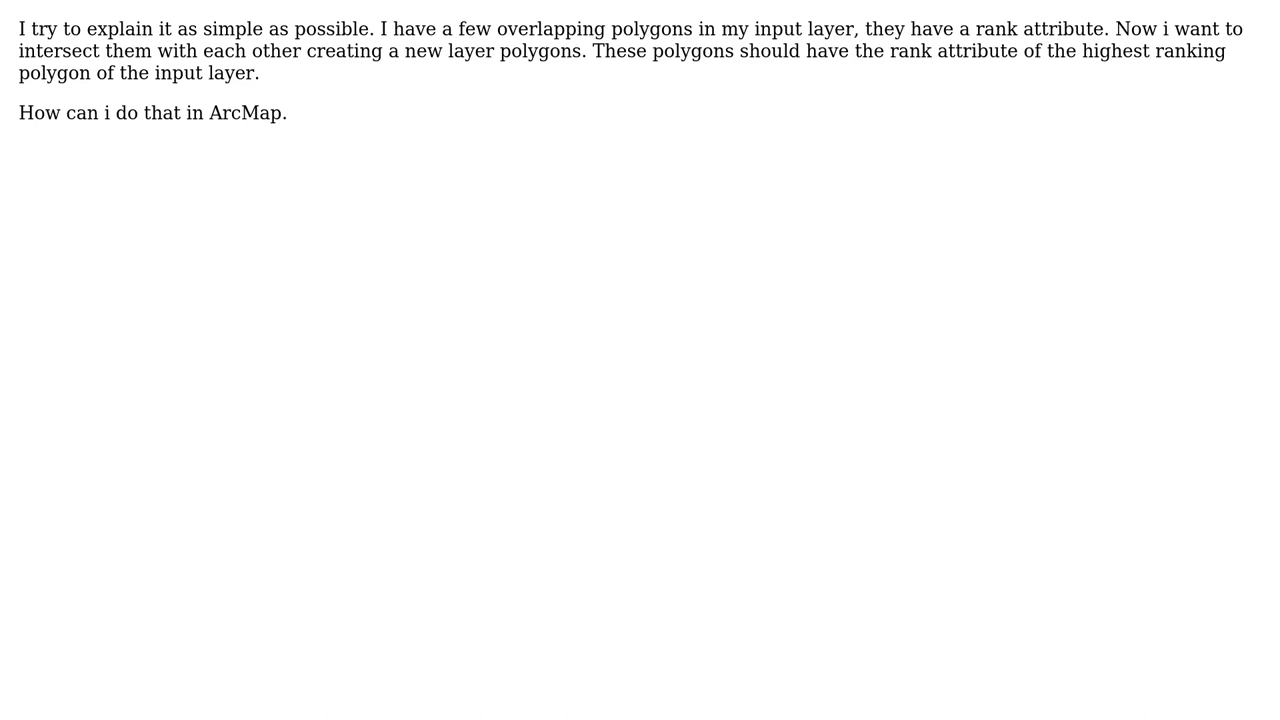 I try to explain it as simple as possible. I have a few overlapping polygons in my input layer, they have a rank attribute. Now i want to
intersect them with each other creating a new layer polygons. These polygons should have the rank attribute of the highest ranking
polygon of the input layer.
How can i do that in ArcMap.